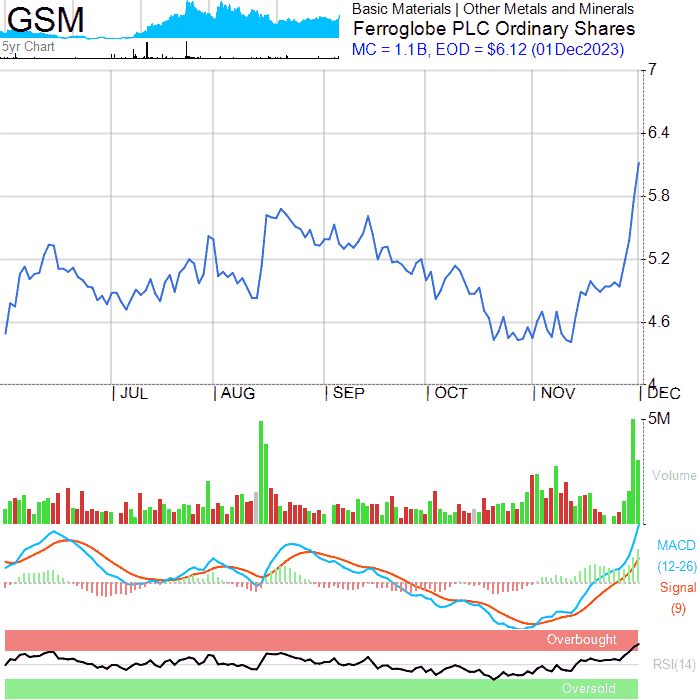 GSM
5yr Chart
Basic Materials | Other Metals and Minerals
Ferroglobe PLC Ordinary Shares
MC = 1.1B, EOD = $6.12 (01Dec2023)
7
6.4
5.8
5.2
4.6
4
| JUL | AUG | SEP | OCT | NOV | DEC
5M
Volume
MACD
(12-26)
Signal
(9)
Overbought
RSI(14)
Oversold